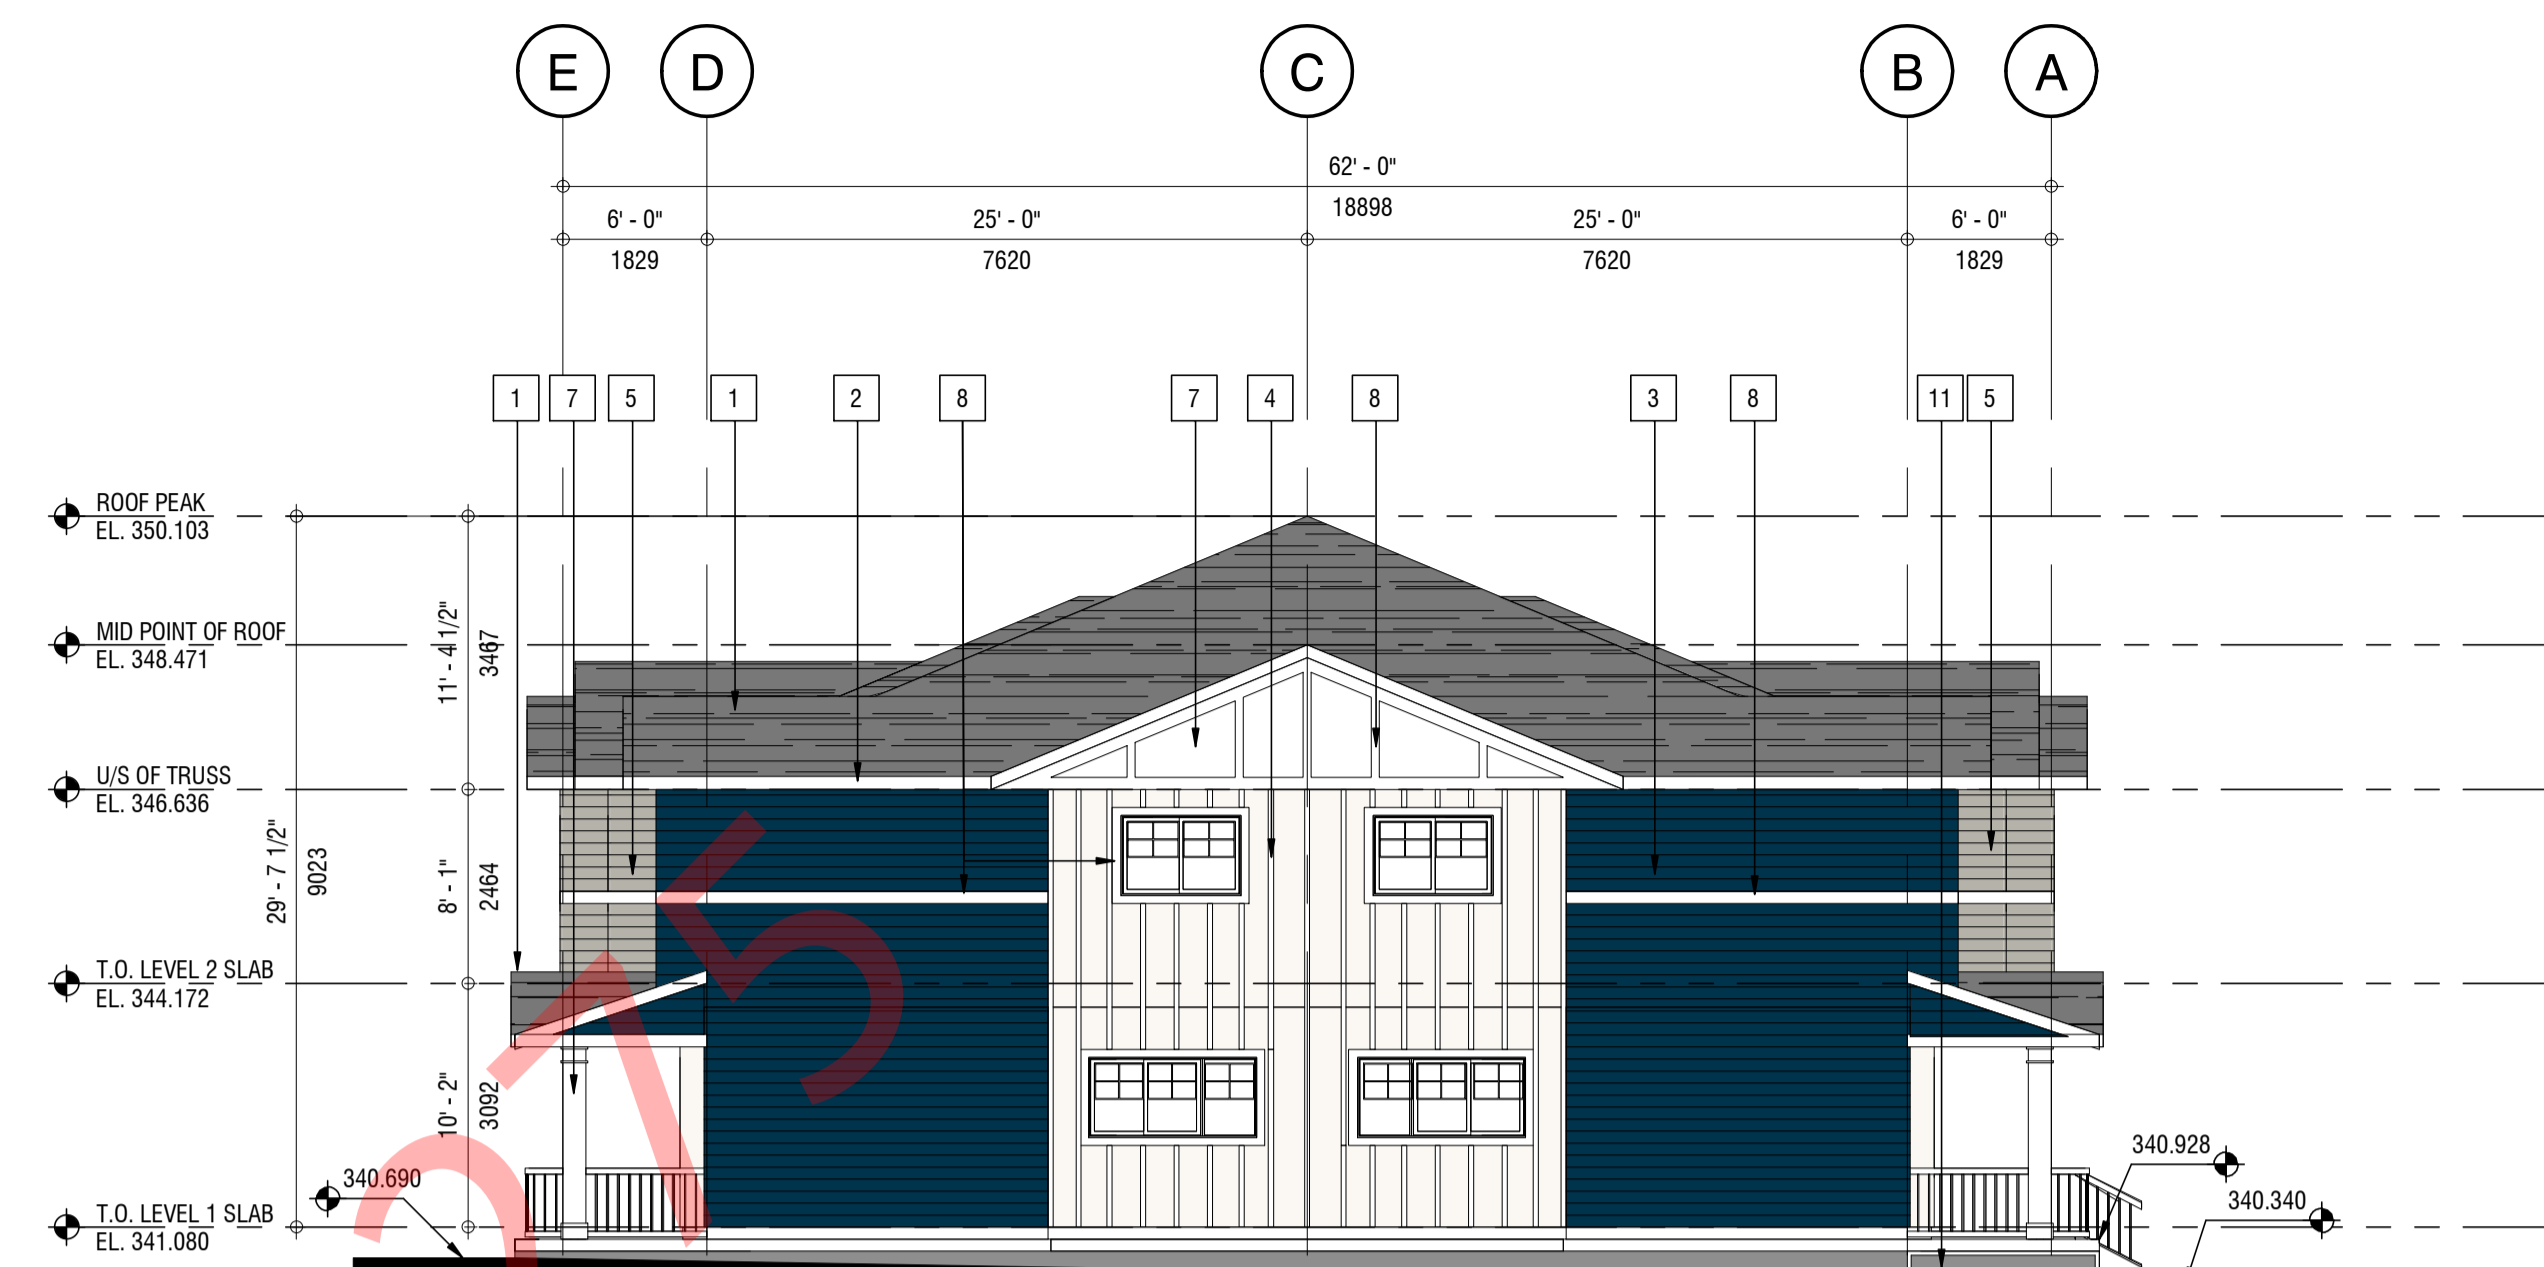 E D C B A
62' - 0"
18898
6' - 0" 25' - 0" 25' - 0" 6' - 0"
1829 7620 7620 1829
1 7 5 1 2 8 7 4 8 3 8 11 5
ROOF PEAK
EL. 350.103
MID POINT OF ROOF
EL. 348.471
11' - 4 1/2"
3467
U/S OF TRUSS
EL. 346.636
29' - 7 1/2"
9023
8' - 1"
2464
T.O. LEVEL 2 SLAB
EL. 344.172
10' - 2"
3092
340.690
340.928
340.340
T.O. LEVEL 1 SLAB
EL. 341.080
275